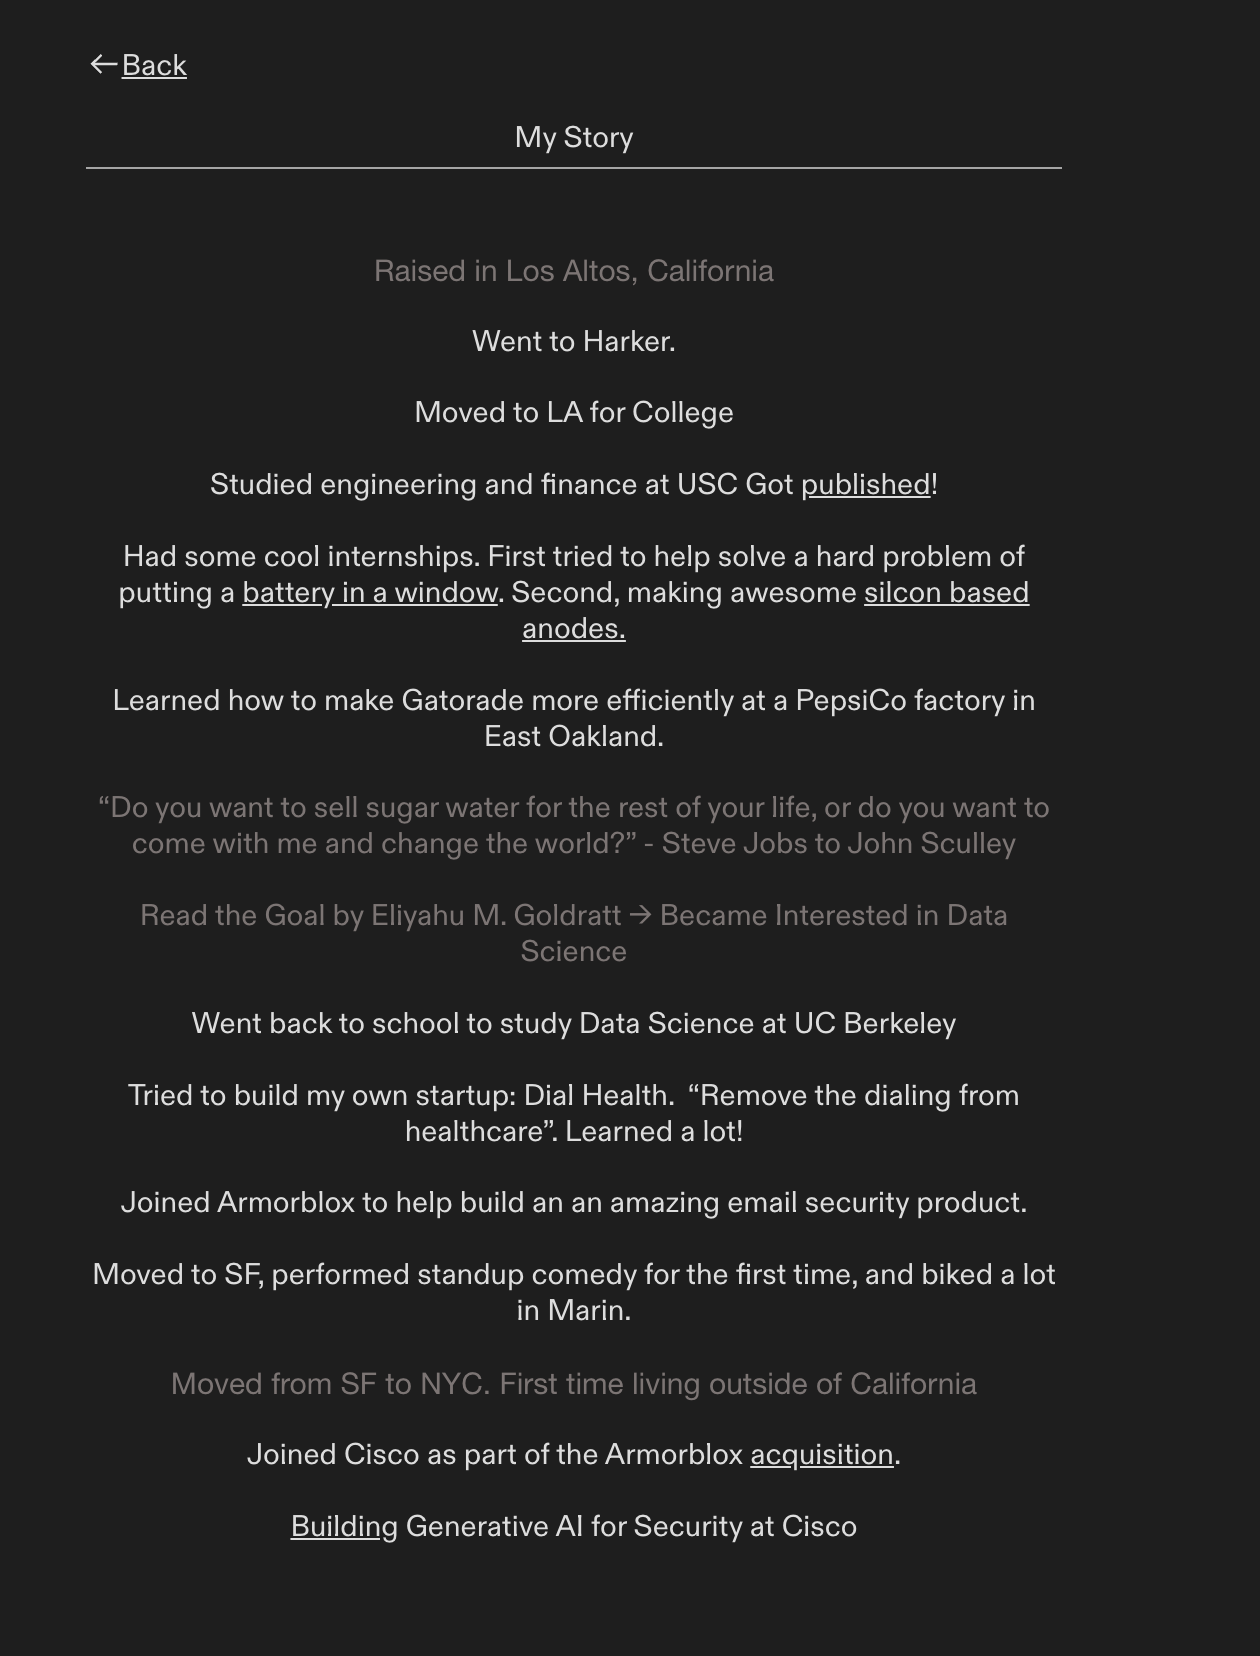 ←Back
My Story
Raised in Los Altos, California
Went to Harker.
Moved to LA for College
Studied engineering and finance at USC Got published!
Had some cool internships. First tried to help solve a hard problem of
putting a battery in a window. Second, making awesome silcon based
anodes.
Learned how to make Gatorade more efficiently at a PepsiCo factory in
East Oakland.
“Do you want to sell sugar water for the rest of your life, or do you want to
come with me and change the world?” - Steve Jobs to John Sculley
Read the Goal by Eliyahu M. Goldratt → Became Interested in Data
Science
Went back to school to study Data Science at UC Berkeley
Tried to build my own startup: Dial Health.  “Remove the dialing from
healthcare”. Learned a lot!
Joined Armorblox to help build an an amazing email security product.
Moved to SF, performed standup comedy for the first time, and biked a lot
in Marin.
Moved from SF to NYC. First time living outside of California
Joined Cisco as part of the Armorblox acquisition.
Building Generative AI for Security at Cisco